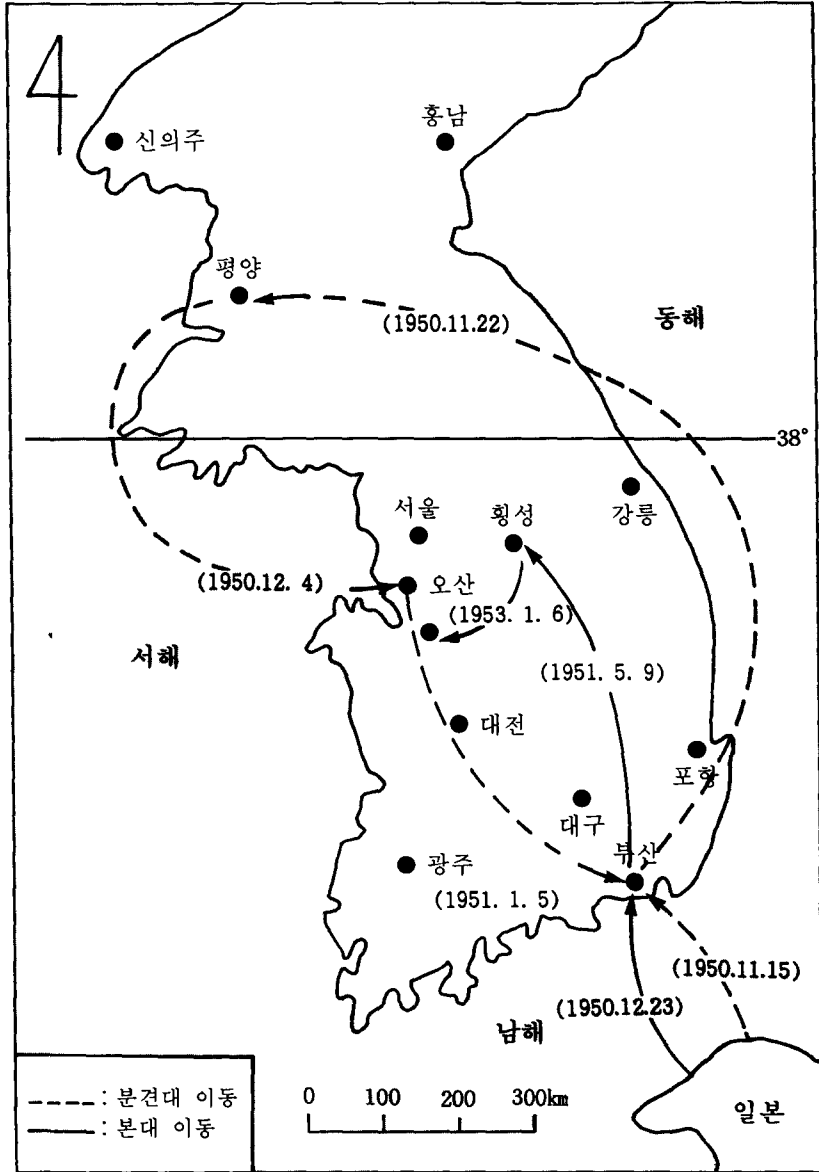 4
신의주
흥남
평양
(1950.11.22)
동해
38°
서울
횡성
강릉
(1950.12. 4)
오산
(1953. 1. 6)
서해
(1951. 5. 9)
대전
포항
대구
부산
광주
(1951. 1. 5)
(1950.11.15)
(1950.12.23)
남해
일본
: 분견대 이동
: 본대 이동
0 100 200 300km